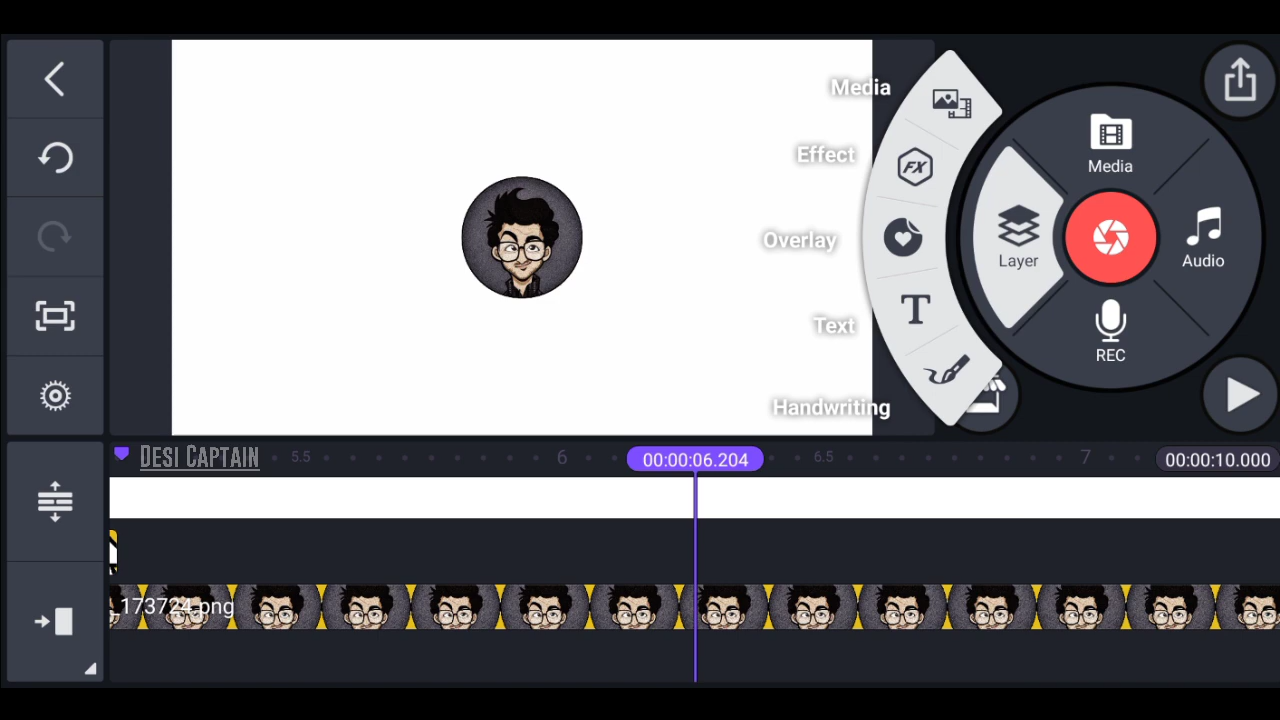 Media
Effect
Overlay
Text
Handwriting
FX
T
Media
Layer
Audio
REC
Desi Captain
5.5
6
00:00:06.204
6.5
7
00:00:10.000
173724.png